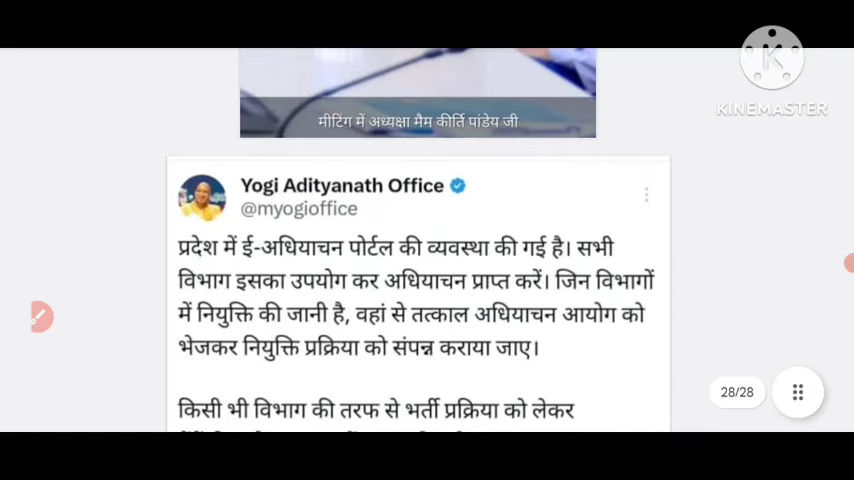 KINEMASTER
मीटिंग में अध्यक्षा मैम कीर्ति पांडेय जी
Yogi Adityanath Office
@myogioffice
प्रदेश में ई-अधियाचन पोर्टल की व्यवस्था की गई है। सभी
विभाग इसका उपयोग कर अधियाचन प्राप्त करें। जिन विभागों
में नियुक्ति की जानी है, वहां से तत्काल अधियाचन आयोग को
भेजकर नियुक्ति प्रक्रिया को संपन्न कराया जाए।
28/28
किसी भी विभाग की तरफ से भर्ती प्रक्रिया को लेकर